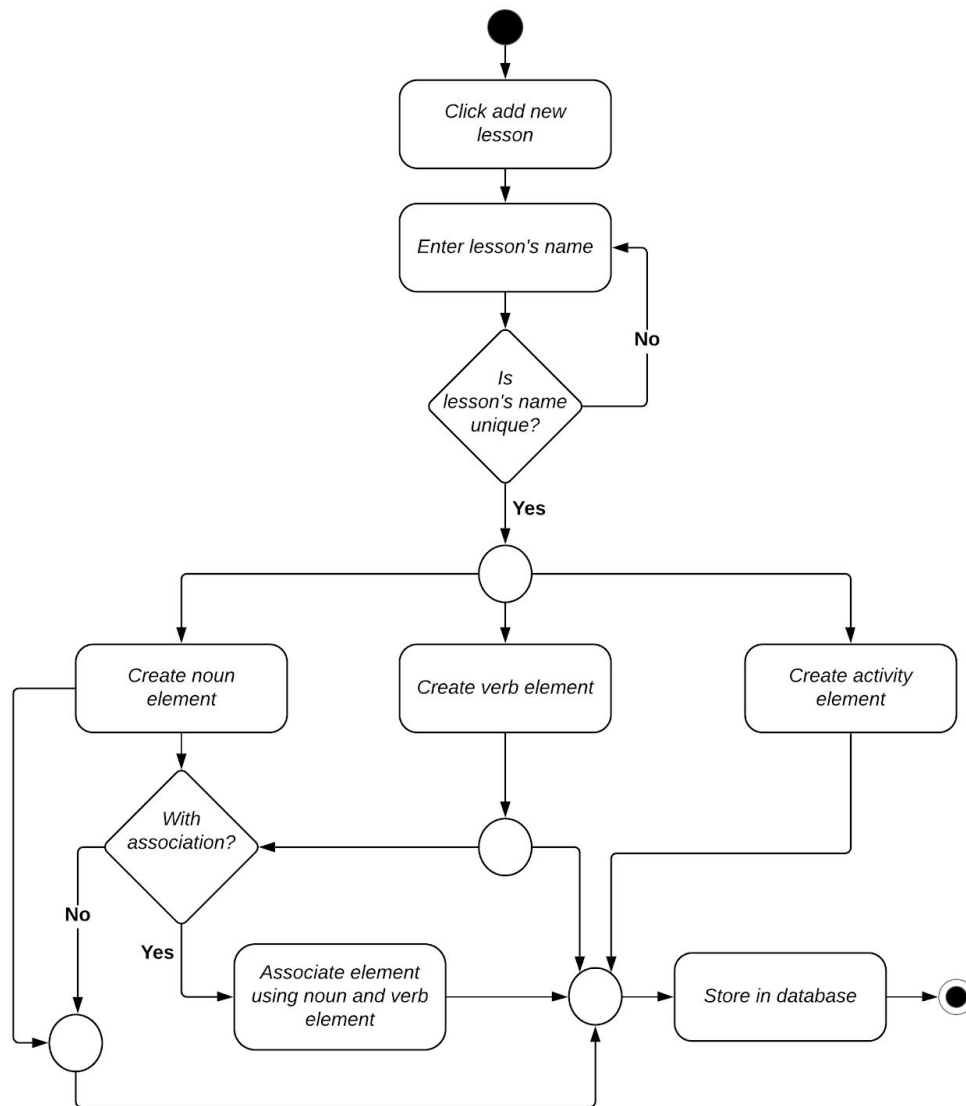 Click add new
lesson
Enter lesson's name
No
Is
lesson's name
unique?
Yes
Create noun
element
Create verb element
Create activity
element
With
association?
No
Yes
Associate element
using noun and verb
element
Store in database